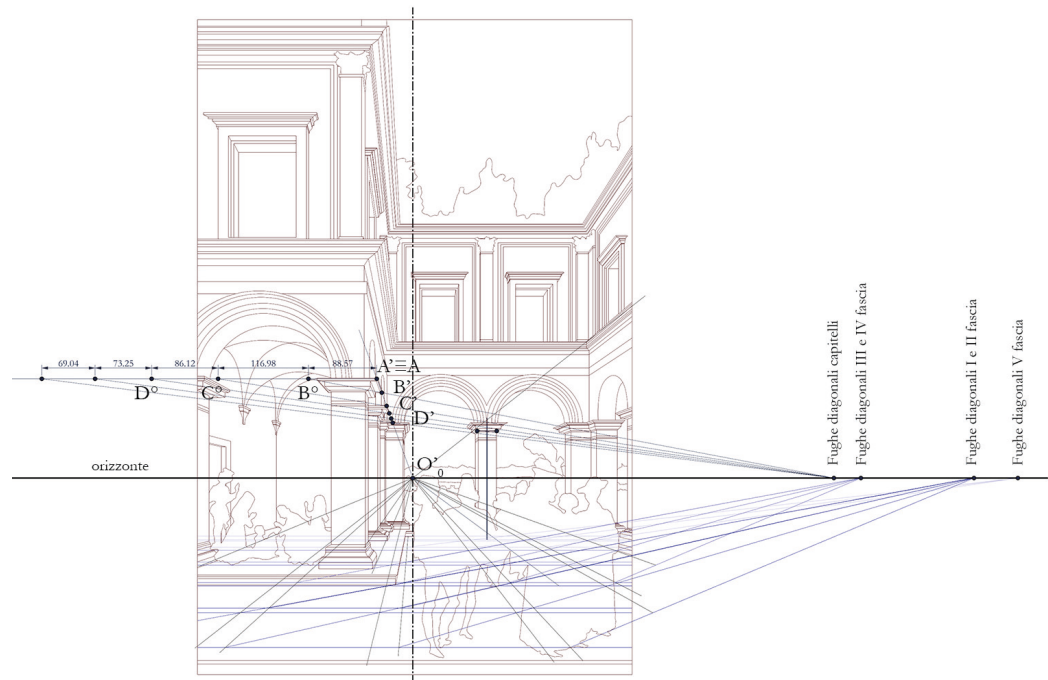 Fughe diagonali capitelli
Fughe diagonali III e IV fascia
Fughe diagonali I e II fascia
Fughe diagonali V fascia
69.04 73.25 86.12 116.98 88.57
A'≡A
D° C° B° B'
C'
D'
orizzonte
O'₀